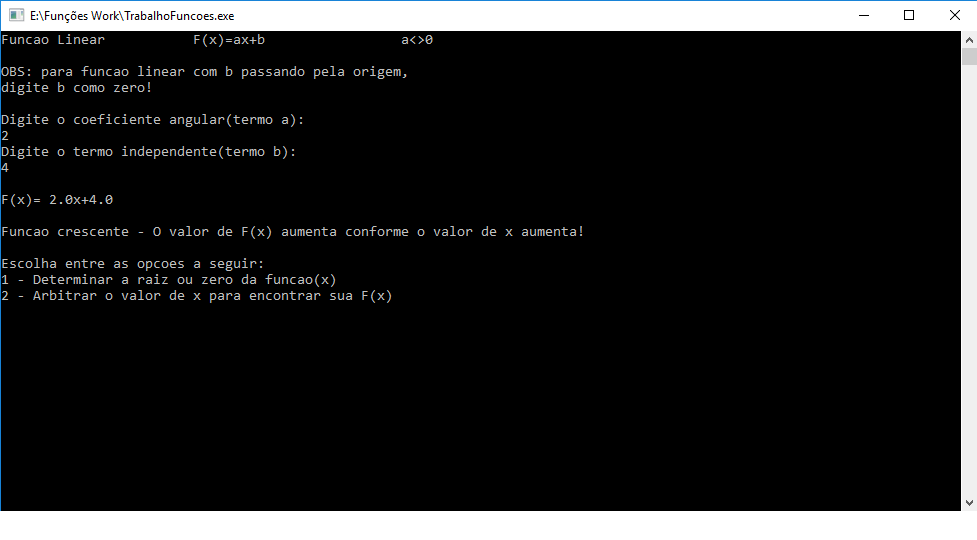 E:\Funções Work\TrabalhoFuncoes.exe
Funcao Linear F(x)=ax+b a<>0
OBS: para funcao linear com b passando pela origem,
digite b como zero!
Digite o coeficiente angular(termo a):
2
Digite o termo independente(termo b):
4
F(x)= 2.0x+4.0
Funcao crescente - O valor de F(x) aumenta conforme o valor de x aumenta!
Escolha entre as opcoes a seguir:
1 - Determinar a raiz ou zero da funcao(x)
2 - Arbitrar o valor de x para encontrar sua F(x)